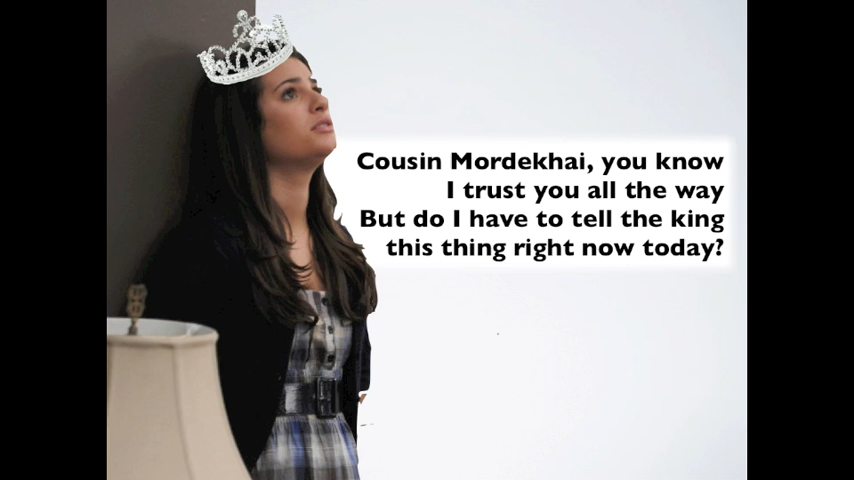 Cousin Mordekhai, you know
I trust you all the way
But do I have to tell the king
this thing right now today?